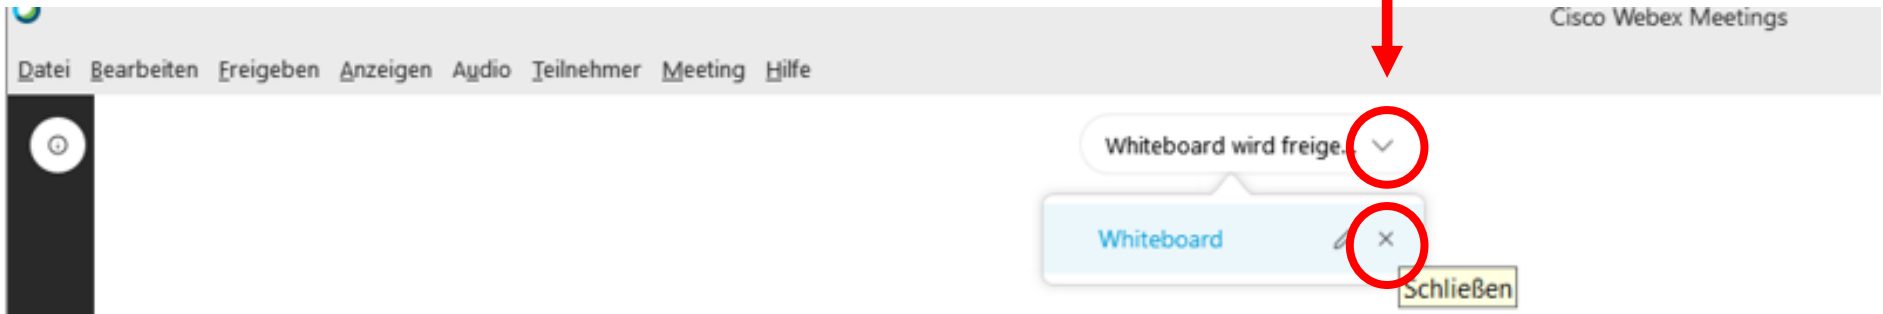 Cisco Webex Meetings
Datei Bearbeiten Freigeben Anzeigen Audio Teilnehmer Meeting Hilfe
Whiteboard wird freige...
Whiteboard
Schließen